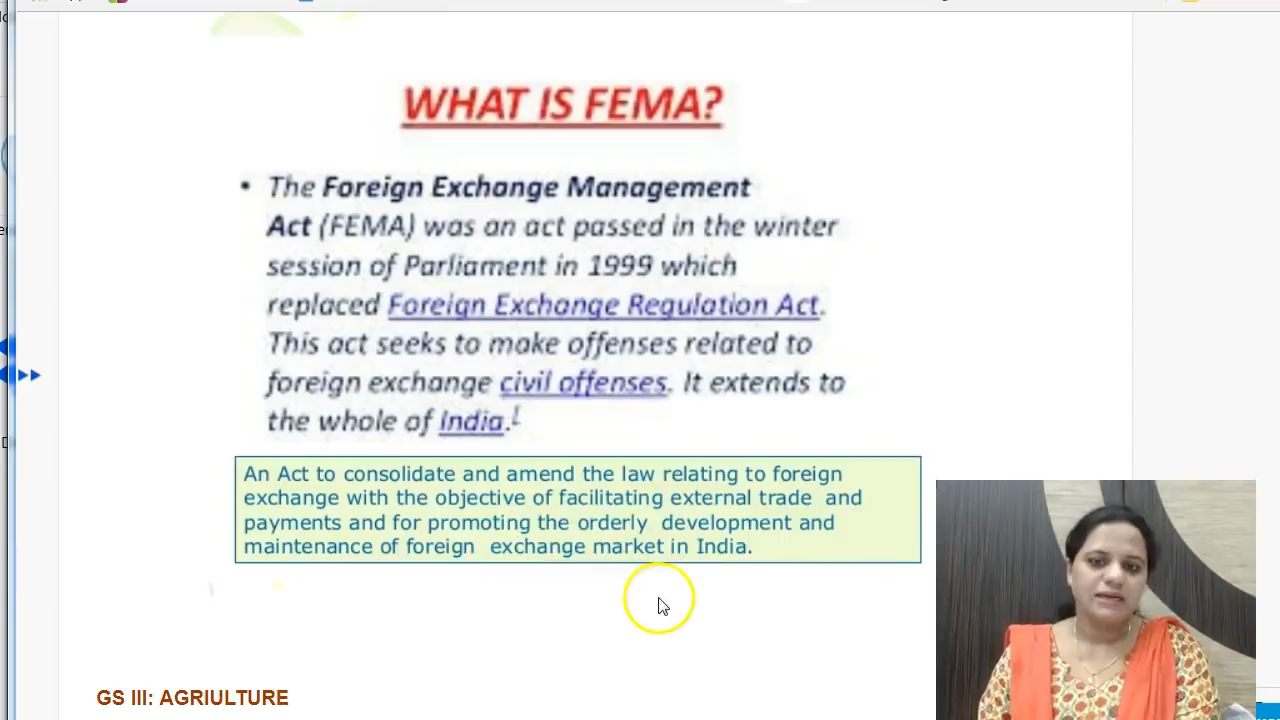 WHAT IS FEMA?
• The Foreign Exchange Management
Act (FEMA) was an act passed in the winter
session of Parliament in 1999 which
replaced Foreign Exchange Regulation Act.
This act seeks to make offenses related to
foreign exchange civil offenses. It extends to
the whole of India.[
An Act to consolidate and amend the law relating to foreign
exchange with the objective of facilitating external trade and
payments and for promoting the orderly development and
maintenance of foreign exchange market in India.
GS III: AGRIULTURE